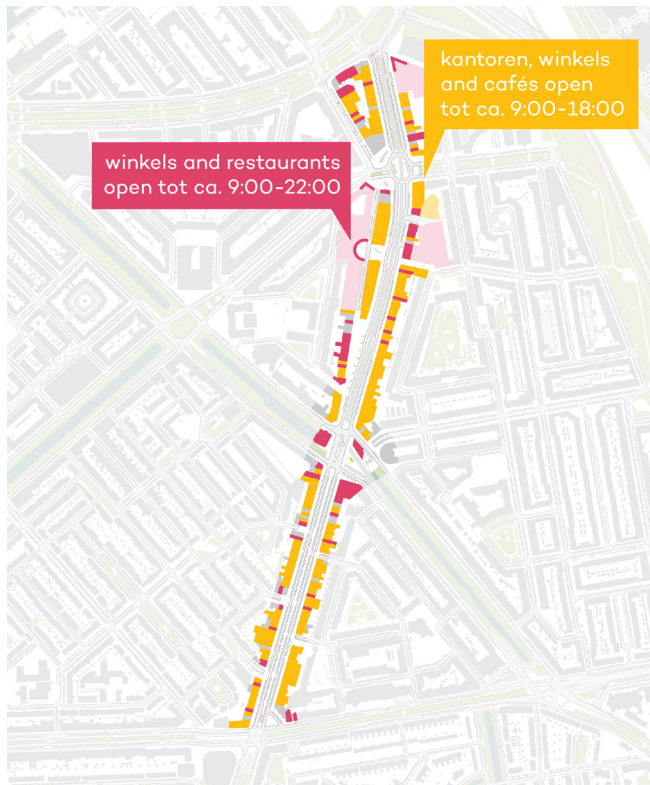 kantoren, winkels
and cafés open
tot ca. 9:00-18:00
winkels and restaurants
open tot ca. 9:00-22:00